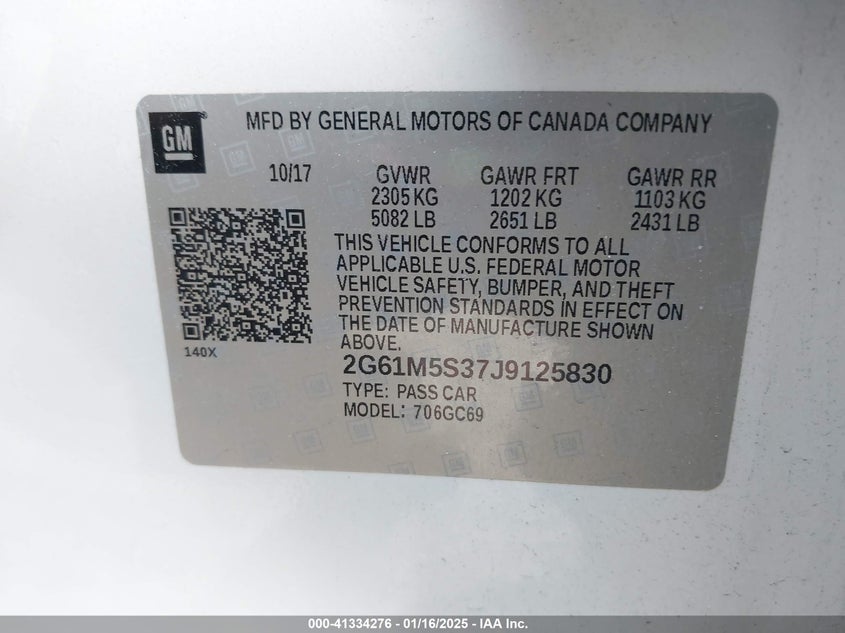 GM
MFD BY GENERAL MOTORS OF CANADA COMPANY
10/17 GVWR GAWR FRT GAWR RR
2305 KG 1202 KG 1103 KG
5082 LB 2651 LB 2431 LB
THIS VEHICLE CONFORMS TO ALL
APPLICABLE U.S. FEDERAL MOTOR
VEHICLE SAFETY, BUMPER, AND THEFT
PREVENTION STANDARDS IN EFFECT ON
THE DATE OF MANUFACTURE SHOWN
ABOVE.
140X
2G61M5S37J9125830
TYPE: PASS CAR
MODEL: 706GC69
000-41334276 - 01/16/2025 - IAA Inc.